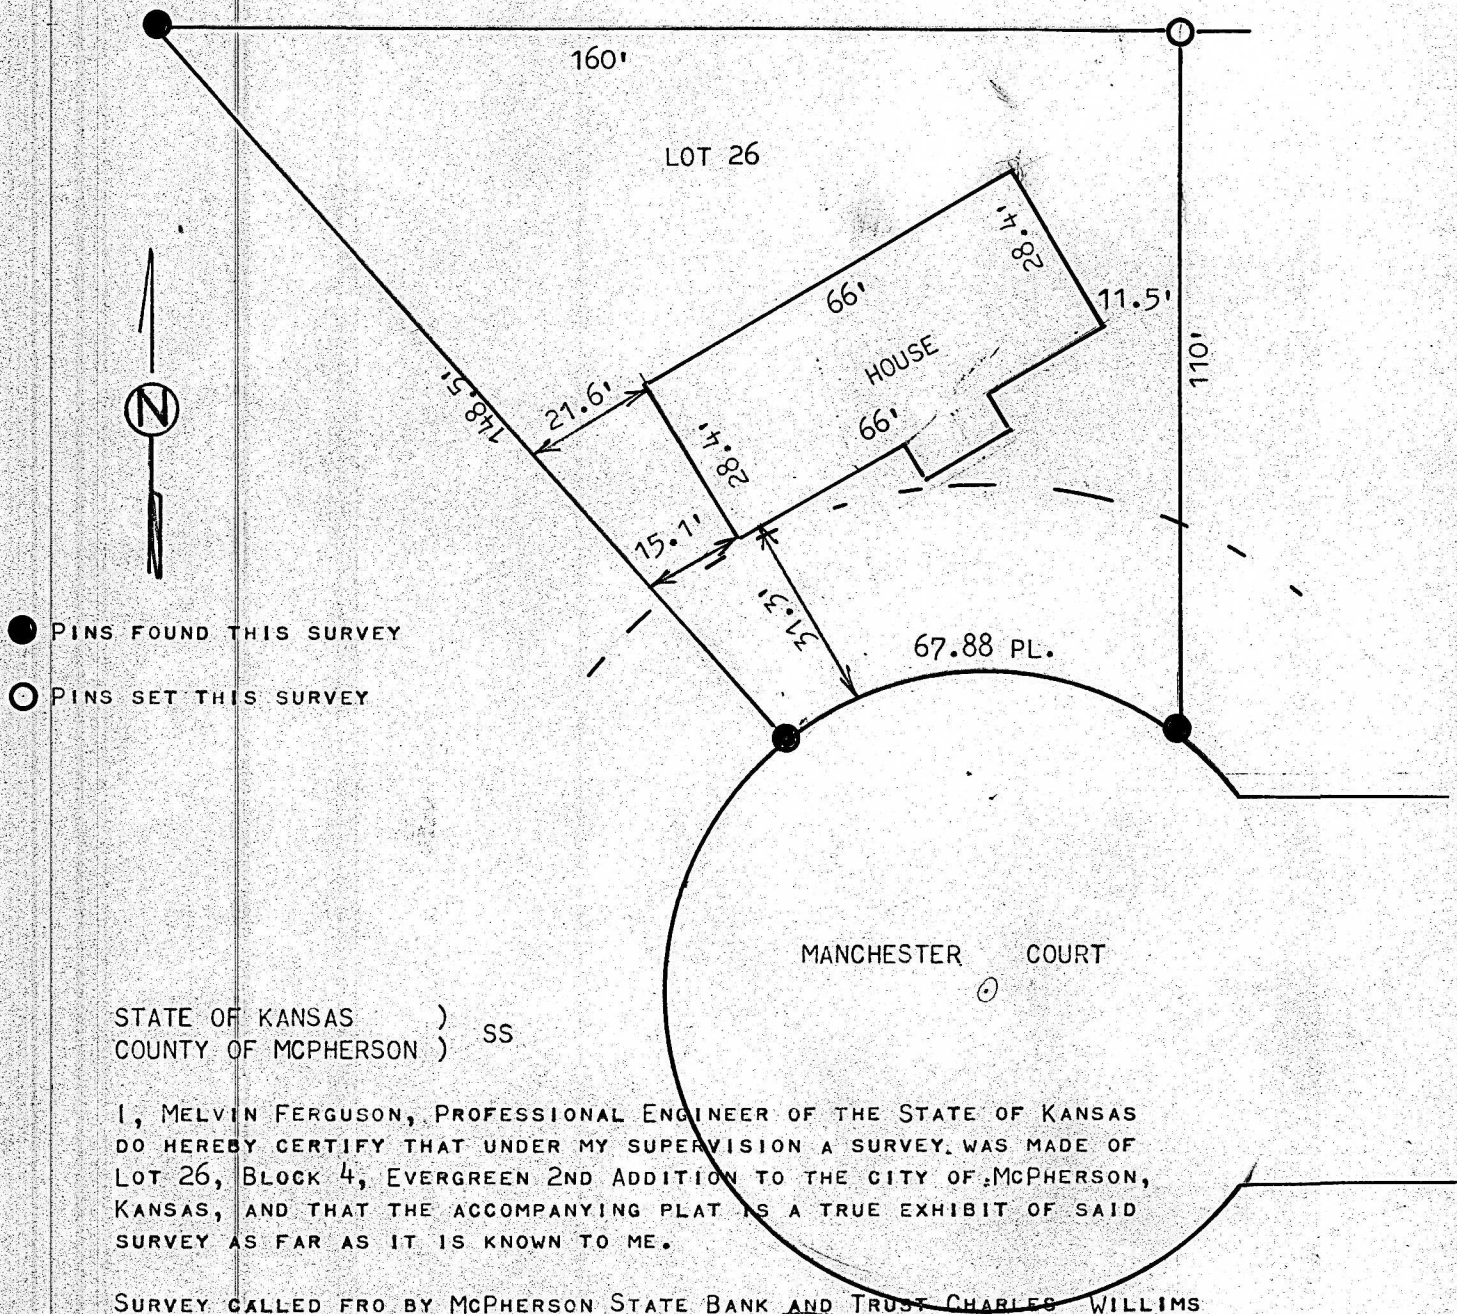 160'
LOT 26
28.4'
66'
11.5'
HOUSE
110'
148.5'
21.6'
66'
28.4'
N
15.1'
31.3'
PINS FOUND THIS SURVEY
67.88 PL.
PINS SET THIS SURVEY
MANCHESTER COURT
STATE OF KANSAS )
SS
COUNTY OF MCPHERSON )
I, MELVIN FERGUSON, PROFESSIONAL ENGINEER OF THE STATE OF KANSAS
DO HEREBY CERTIFY THAT UNDER MY SUPERVISION A SURVEY WAS MADE OF
LOT 26, BLOCK 4, EVERGREEN 2ND ADDITION TO THE CITY OF MCPHERSON,
KANSAS, AND THAT THE ACCOMPANYING PLAT IS A TRUE EXHIBIT OF SAID
SURVEY AS FAR AS IT IS KNOWN TO ME.
SURVEY CALLED FRO BY MCPHERSON STATE BANK AND TRUST CHARLES WILLIMS